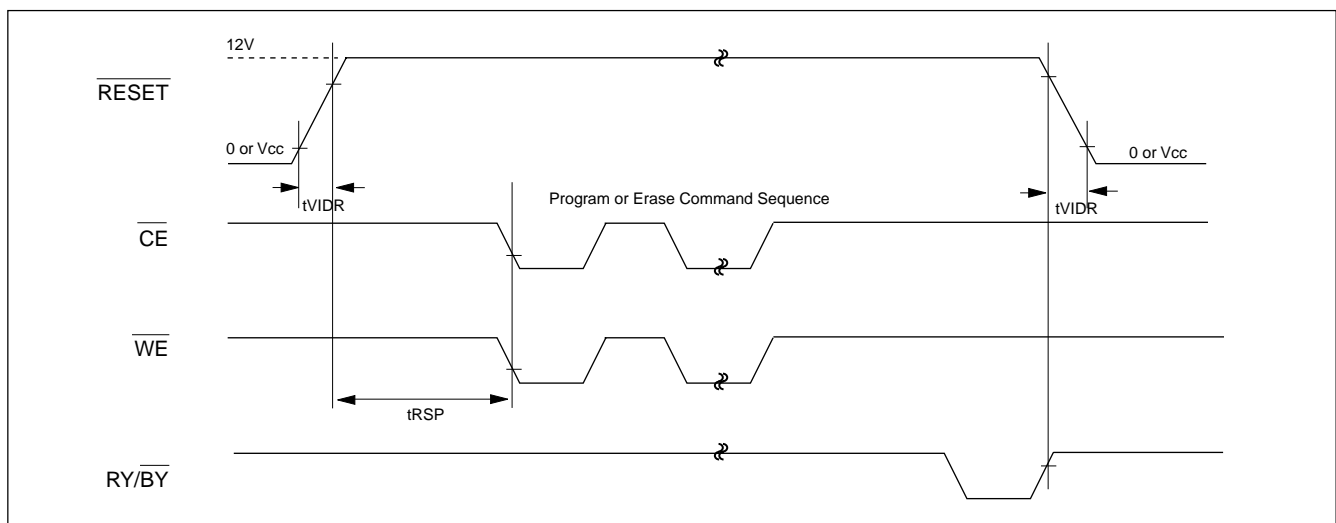 12V
RESET
0 or Vcc
0 or Vcc
tVIDR
Program or Erase Command Sequence
tVIDR
CE
WE
tRSP
RY/BY